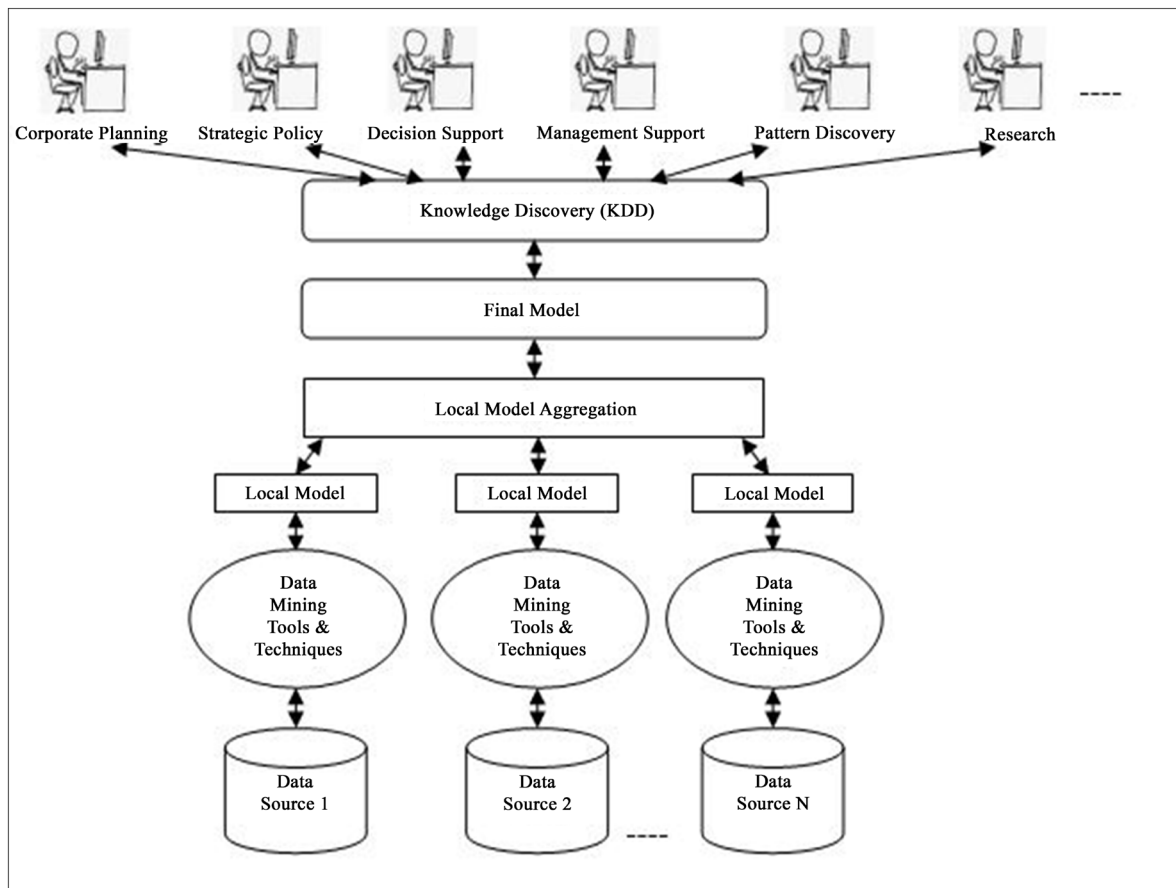 Corporate Planning Strategic Policy Decision Support Management Support Pattern Discovery Research
Knowledge Discovery (KDD)
Final Model
Local Model Aggregation
Local Model Local Model Local Model
Data
Mining
Tools &
Techniques
Data
Mining
Tools &
Techniques
Data
Mining
Tools &
Techniques
Data
Source 1
Data
Source 2
Data
Source N